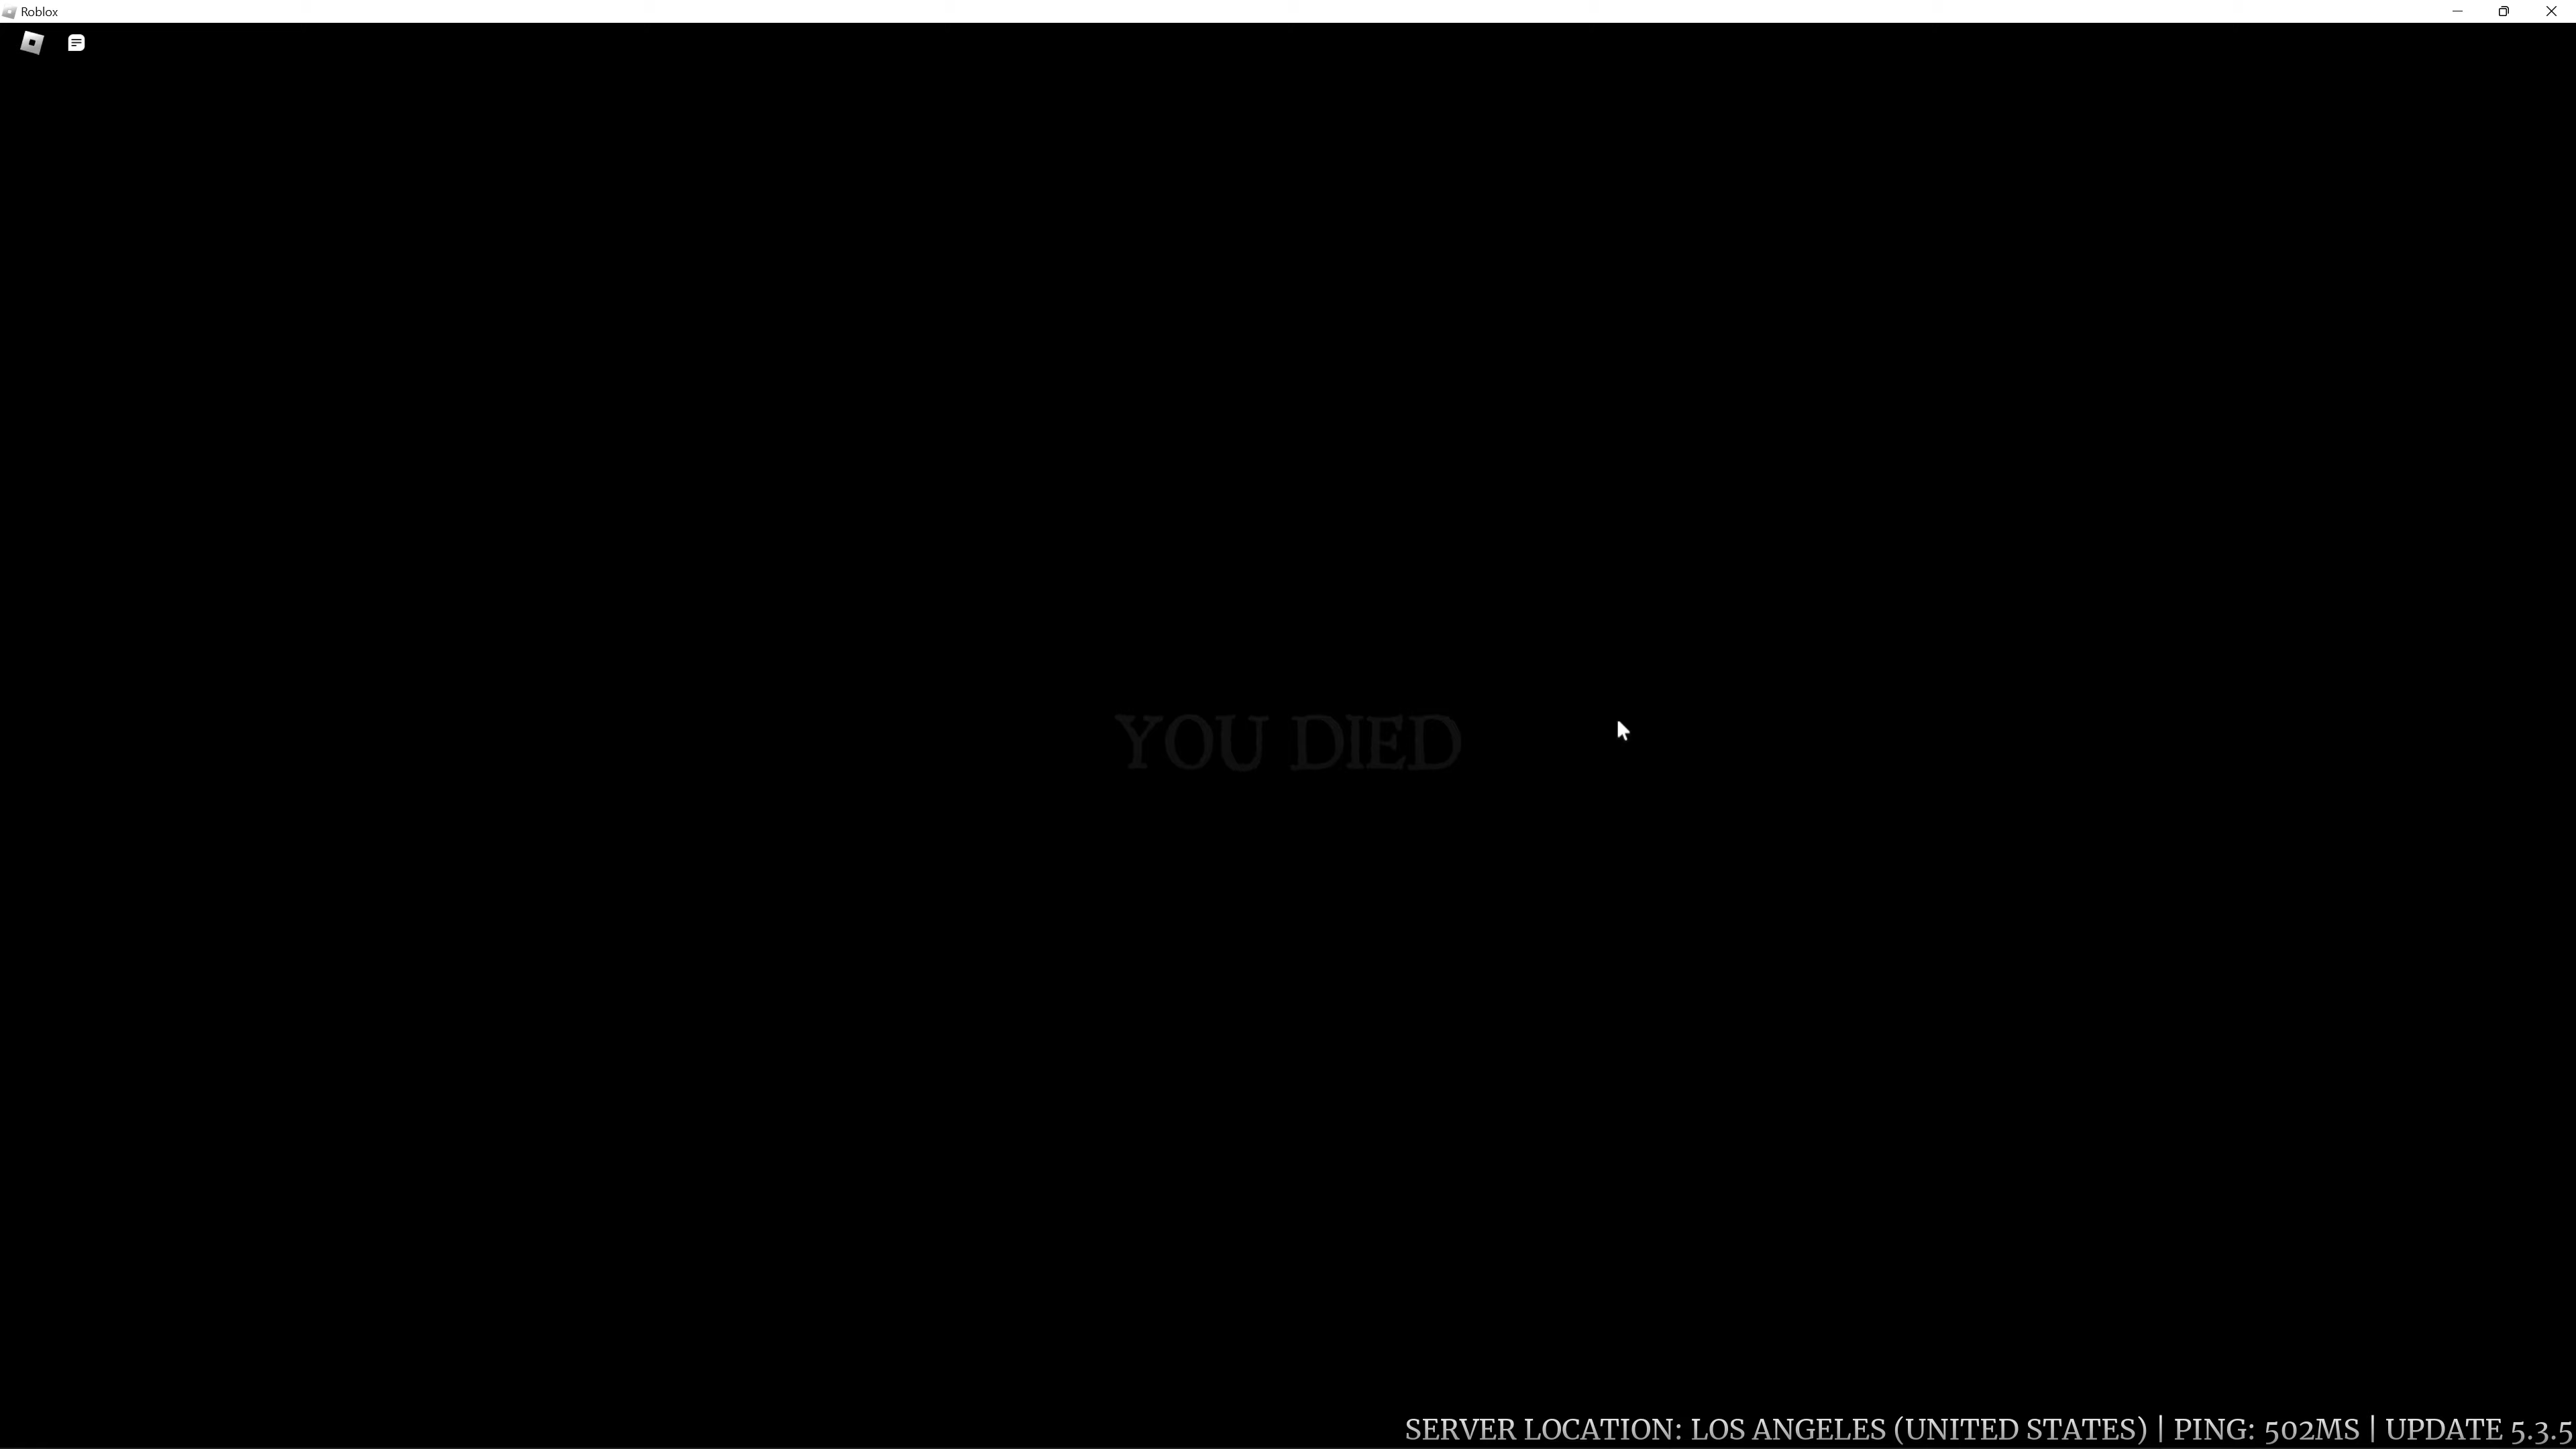 Roblox
YOU DIED
SERVER LOCATION: LOS ANGELES (UNITED STATES) | PING: 502MS | UPDATE 5.3.5